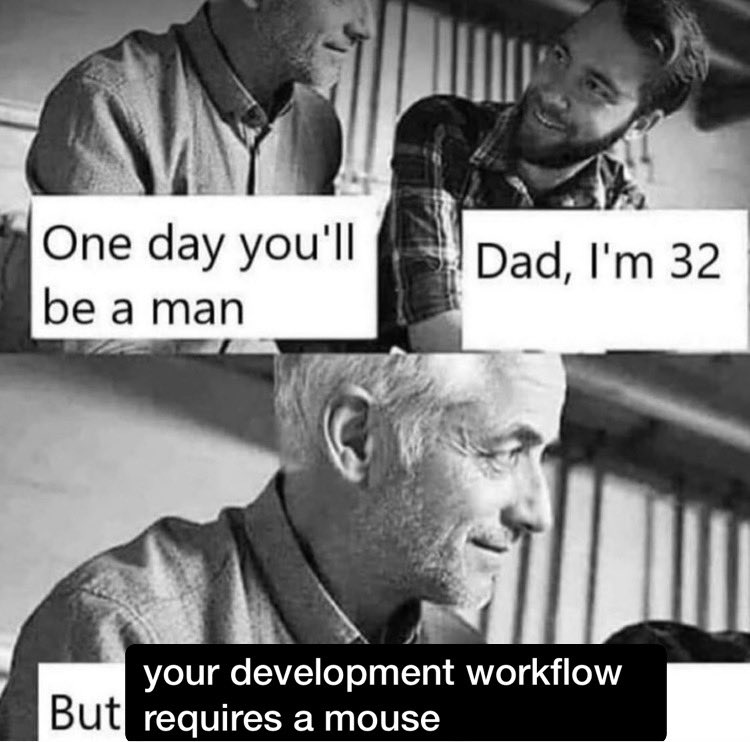 One day you'll
be a man
Dad, I'm 32
your development workflow
But requires a mouse